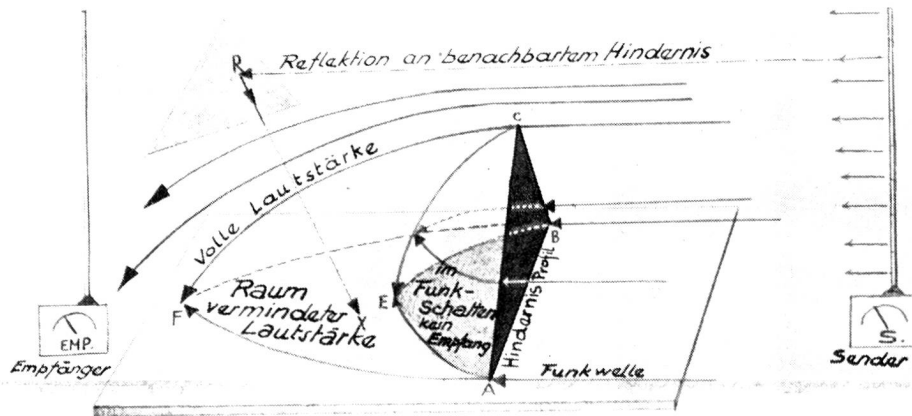 R
Reflektion an benachbartem Hindernis
C
Volle Lautstärke
B
Hindernis Profil
E
im
Funk-
Schatten
kein
Empfang
F
Raum
verminderter
Lautstärke
X
EMP.
Empfänger
S.
Sender
A
Funkwelle